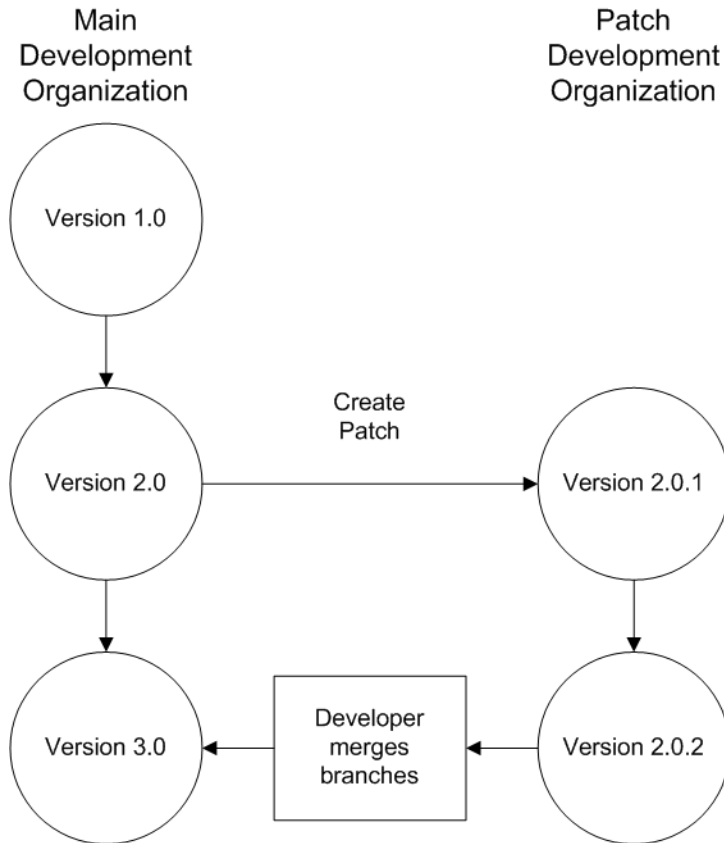 Main
Development
Organization
Patch
Development
Organization
Version 1.0
Create
Patch
Version 2.0
Version 2.0.1
Version 3.0
Developer
merges
branches
Version 2.0.2